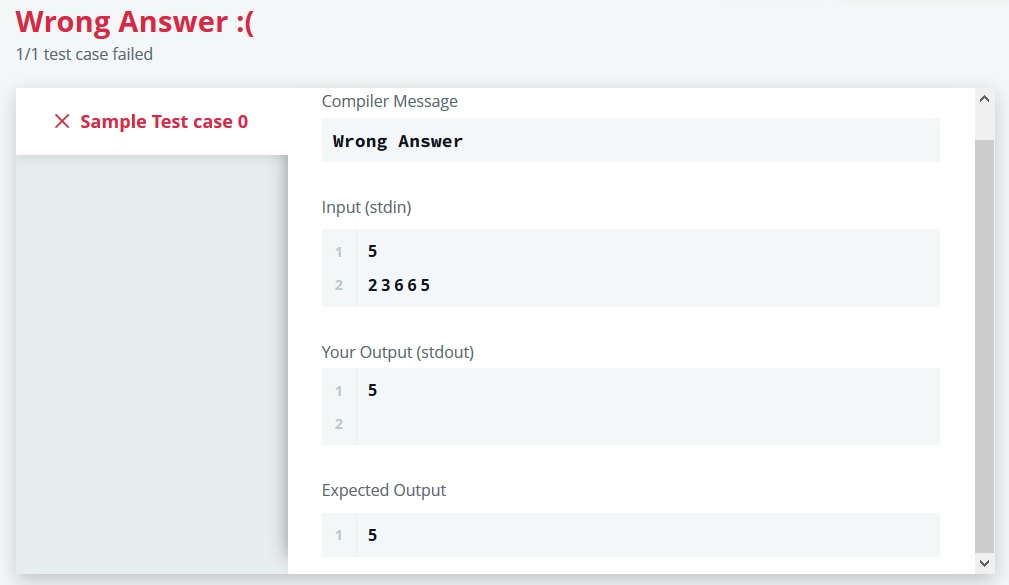 Wrong Answer :(
1/1 test case failed
Sample Test case 0
Compiler Message
Wrong Answer
Input (stdin)
1 5
2 2 3 6 6 5
Your Output (stdout)
1 5
2
Expected Output
1 5